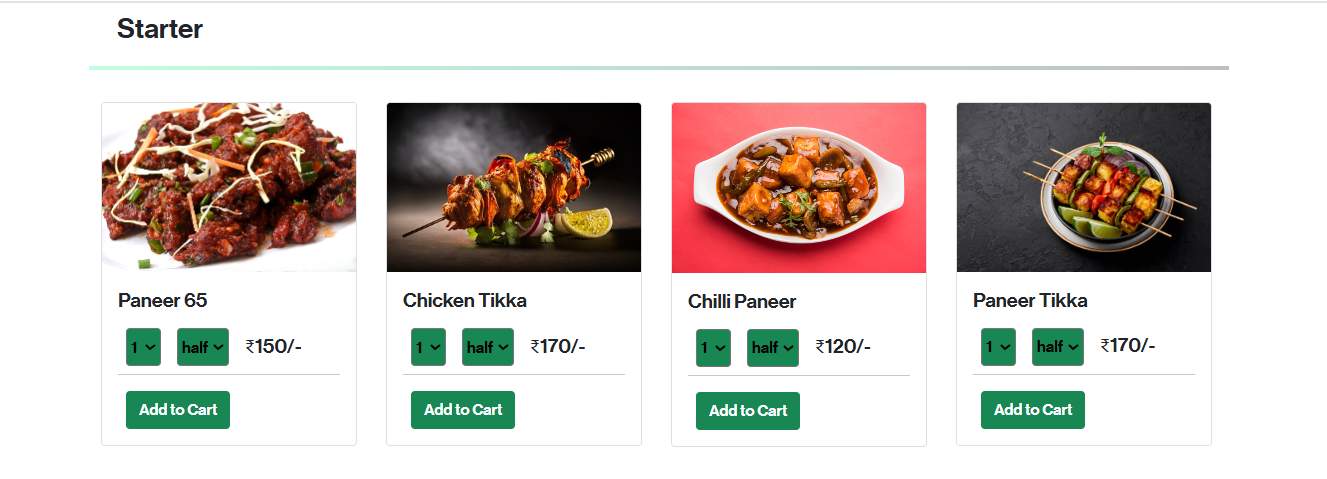 Starter
Paneer 65
1 half ₹150/-
Add to Cart
Chicken Tikka
1 half ₹170/-
Add to Cart
Chilli Paneer
1 half ₹120/-
Add to Cart
Paneer Tikka
1 half ₹170/-
Add to Cart